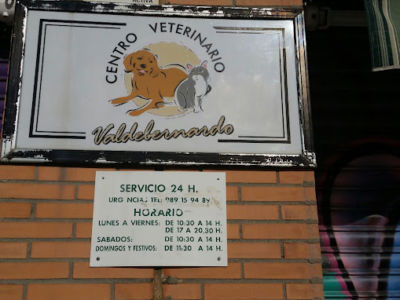 CENTRO VETERINARIO
Valdebernardo
SERVICIO 24 H.
HORARIO
LUNES A VIERNES: DE 10:30 A 14 H.
DE 17 A 20,30 H.
SABADOS: DE 10:30 A 14 H.
DOMINGOS Y FESTIVOS: DE 11:30 A 14 H.